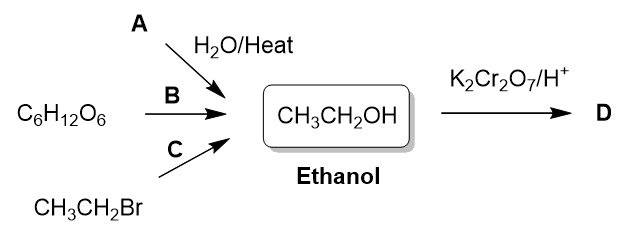 A
H₂O/Heat
C₆H₁₂O₆
B
CH₃CH₂OH
K₂Cr₂O₇/H⁺
D
C
Ethanol
CH₃CH₂Br